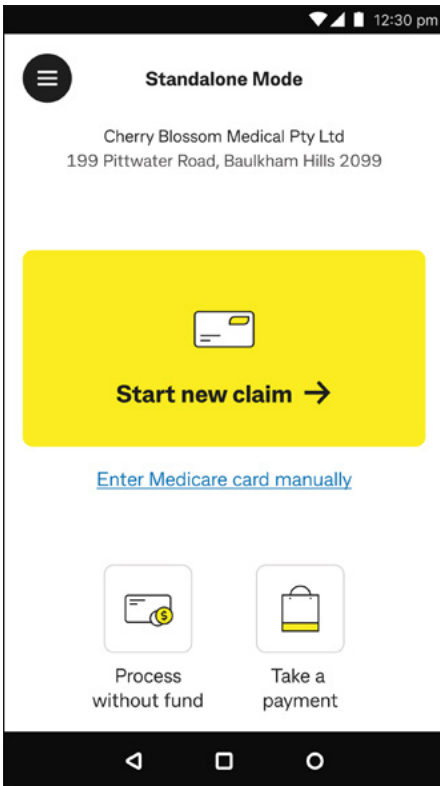 12:30 pm
Standalone Mode
Cherry Blossom Medical Pty Ltd
199 Pittwater Road, Baulkham Hills 2099
Start new claim →
Enter Medicare card manually
$
Process
without fund
Take a
payment